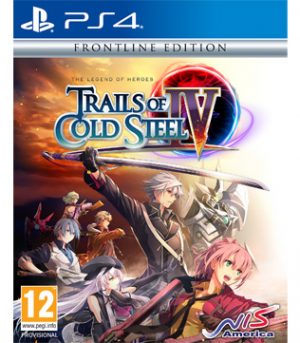 PS4
FRONTLINE EDITION
THE LEGEND OF HEROES
TRAILS OF
COLD STEEL IV
12
www.pegi.info
PROVISIONAL
NIS
America